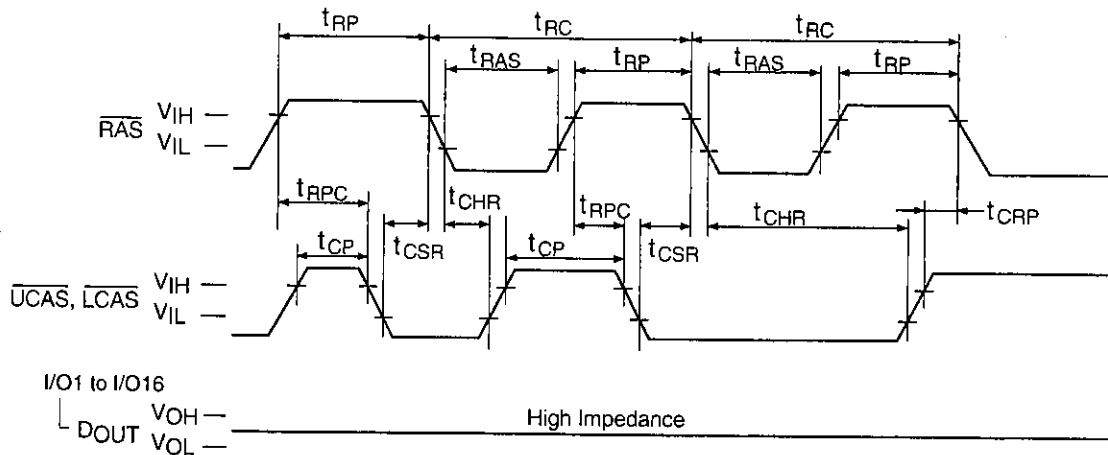 tRP tRC tRC
tRAS tRP tRAS tRP
RAS VIH
VIL
tRPC tCHR tRPC tCHR tCRP
tCP tCSR tCP tCSR
UCAS, LCAS VIH
VIL
I/O1 to I/O16
DOUT VOH
VOL
High Impedance